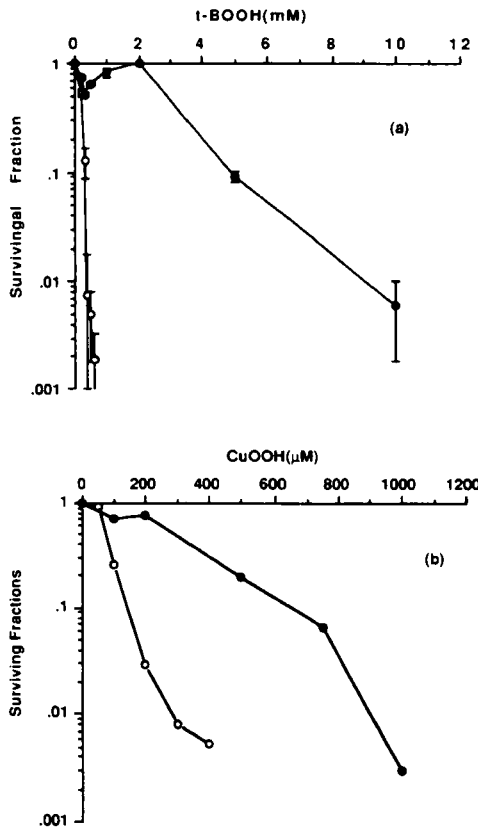 t-BOOH(mM)
0 2 4 6 8 10 12
1
.1
.01
.001
Survivingal Fraction
(a)
CuOOH(μM)
0 200 400 600 800 1000 1200
1
.1
.01
.001
Surviving Fractions
(b)